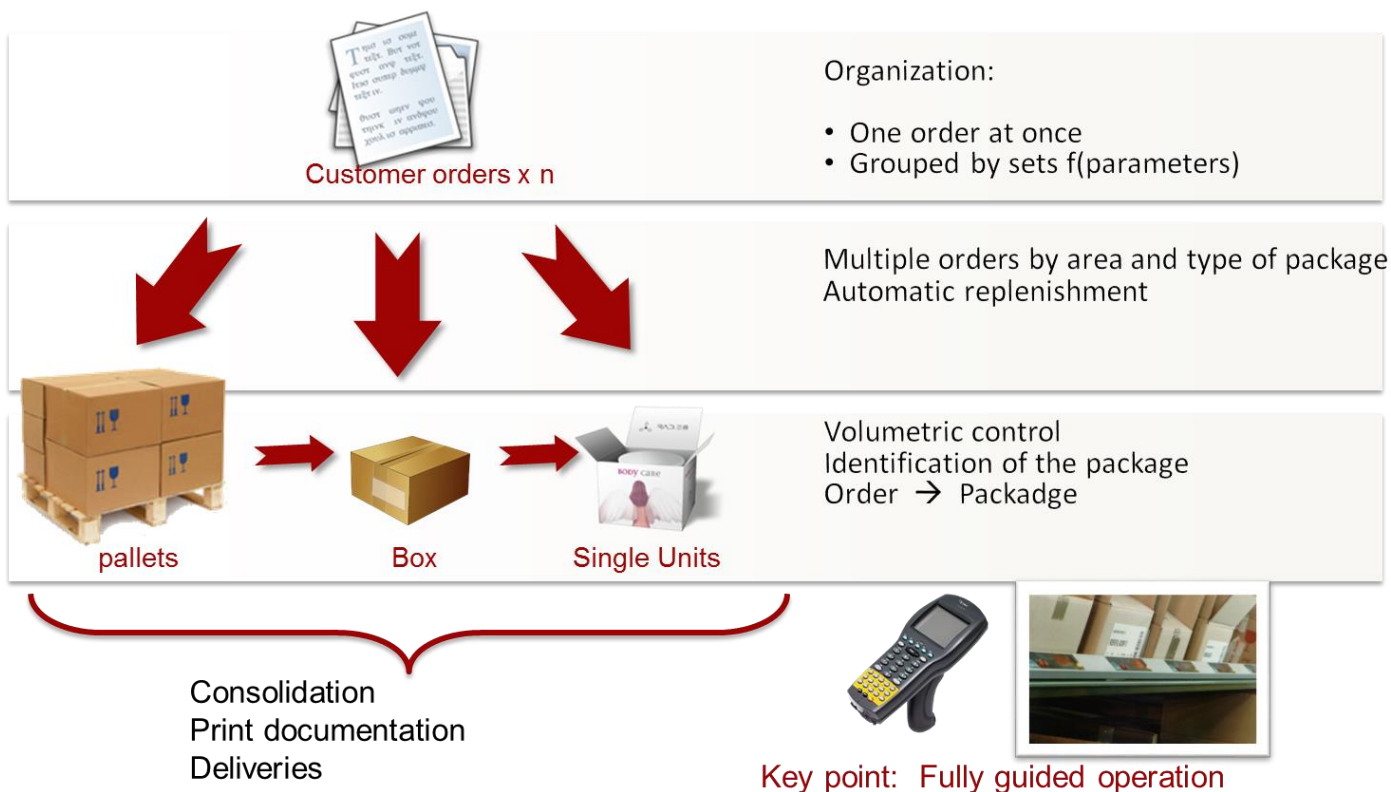 Organization:
• One order at once
• Grouped by sets f(parameters)
Customer orders x n
Multiple orders by area and type of package
Automatic replenishment
Volumetric control
Identification of the package
Order → Packadge
BODY care
pallets
Box
Single Units
Consolidation
Print documentation
Deliveries
Key point: Fully guided operation